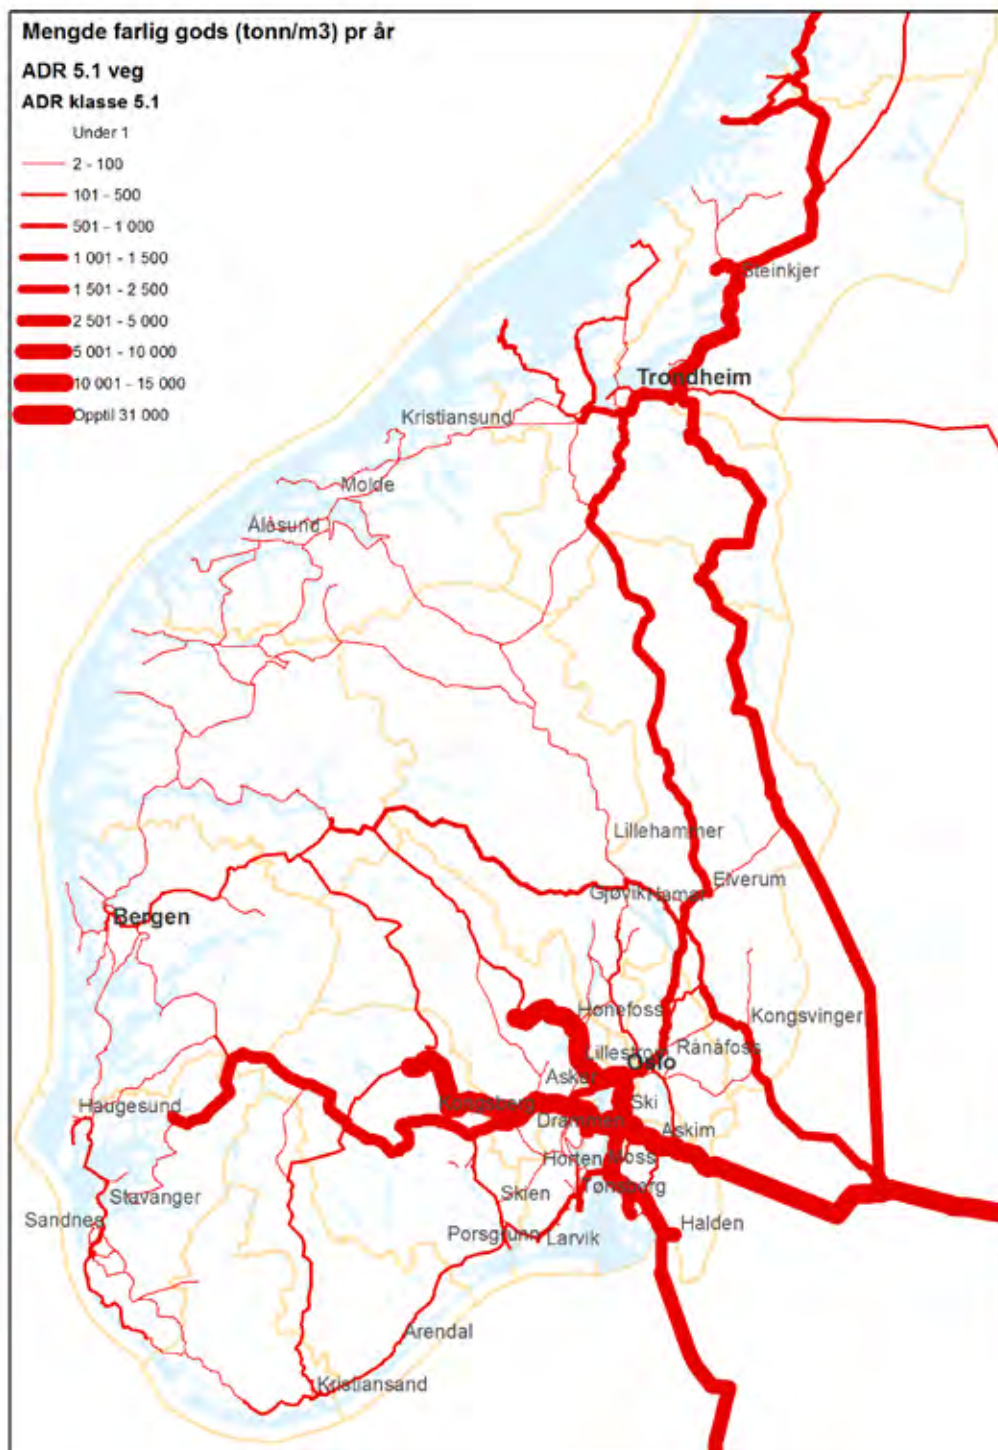 Mengde farlig gods (tonn/m3) pr år
ADR 5.1 veg
ADR klasse 5.1
Under 1
2 - 100
101 - 500
501 - 1 000
1 001 - 1 500
1 501 - 2 500
2 501 - 5 000
5 001 - 10 000
10 001 - 15 000
Opptil 31 000
Steinkjer
Trondheim
Kristiansund
Molde
Ålesund
Lillehammer
Elverum
Gjøvik
Hamar
Bergen
Hønefoss
Kongsvinger
Lillestrøm
Rånåfoss
Oslo
Asker
Kongsberg
Ski
Haugesund
Drammen
Askim
Horten
Moss
Stavanger
Skien
Tønsberg
Sandnes
Halden
Porsgrunn
Larvik
Arendal
Kristiansand